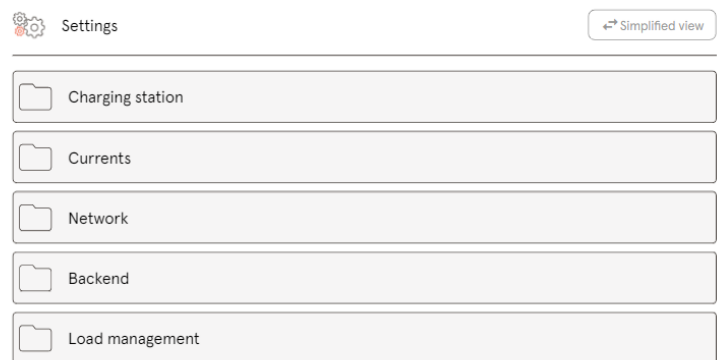 Settings
Simplified view
Charging station
Currents
Network
Backend
Load management